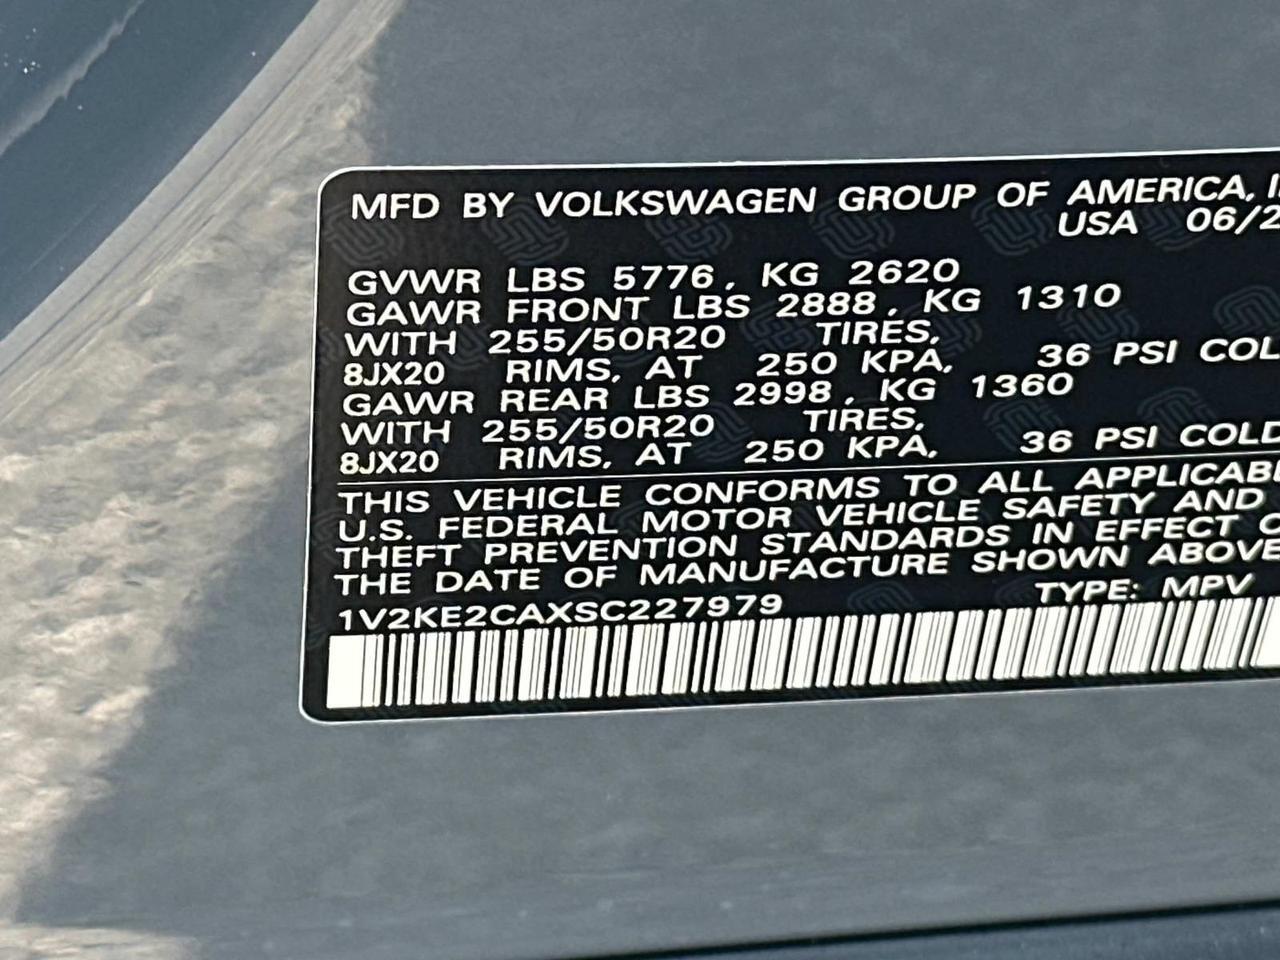 MFD BY VOLKSWAGEN GROUP OF AMERICA,
USA 06/2
GVWR LBS 5776, KG 2620
GAWR FRONT LBS 2888, KG 1310
WITH 255/50R20 TIRES,
8JX20 RIMS, AT 250 KPA, 36 PSI COL
GAWR REAR LBS 2998, KG 1360
WITH 255/50R20 TIRES,
8JX20 RIMS, AT 250 KPA, 36 PSI COLD
THIS VEHICLE CONFORMS TO ALL APPLICABL
U.S. FEDERAL MOTOR VEHICLE SAFETY AND
THEFT PREVENTION STANDARDS IN EFFECT O
THE DATE OF MANUFACTURE SHOWN ABOVE
1V2KE2CAXSC227979 TYPE: MPV